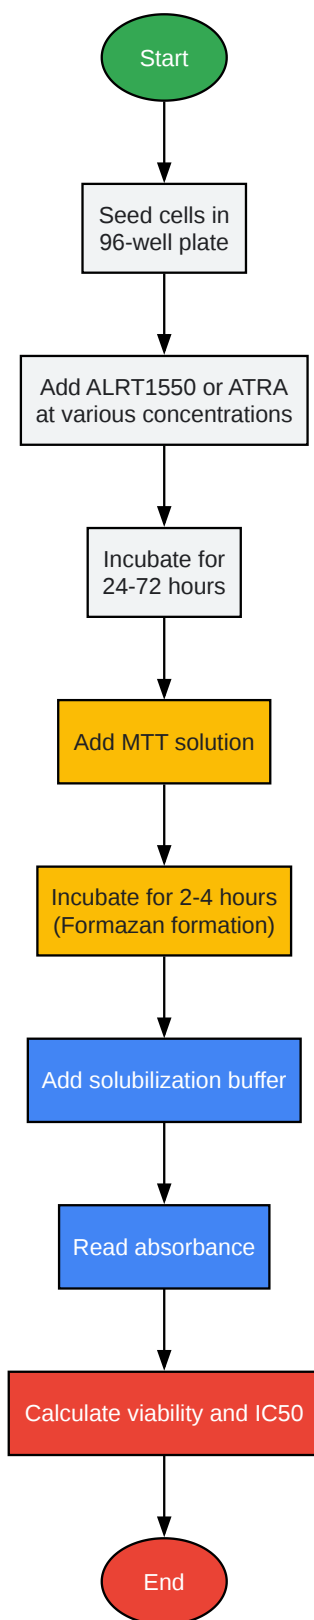 Start
Seed cells in
96-well plate
Add ALRT1550 or ATRA
at various concentrations
Incubate for
24-72 hours
Add MTT solution
Incubate for 2-4 hours
(Formazan formation)
Add solubilization buffer
Read absorbance
Calculate viability and IC50
End